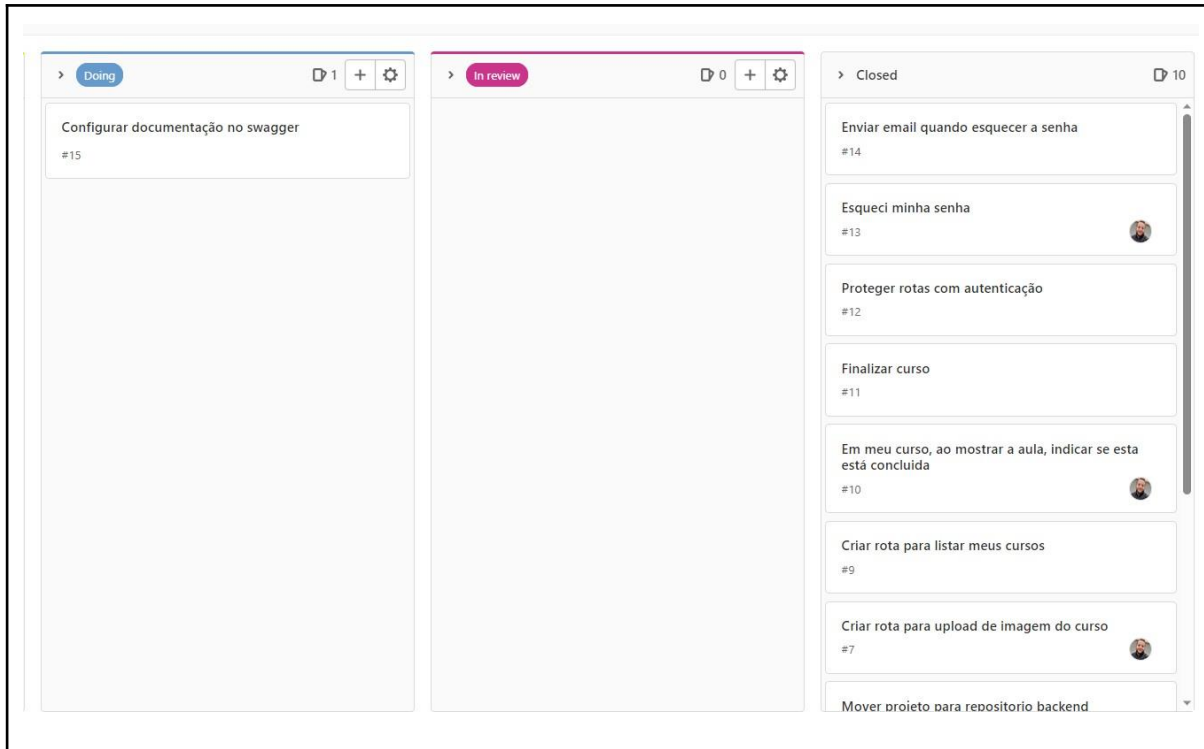 Doing
1
In review
0
Closed
10
Configurar documentação no swagger
#15
Enviar email quando esquecer a senha
#14
Esqueci minha senha
#13
Proteger rotas com autenticação
#12
Finalizar curso
#11
Em meu curso, ao mostrar a aula, indicar se esta
está concluida
#10
Criar rota para listar meus cursos
#9
Criar rota para upload de imagem do curso
#7
Mover projeto para repositorio backend